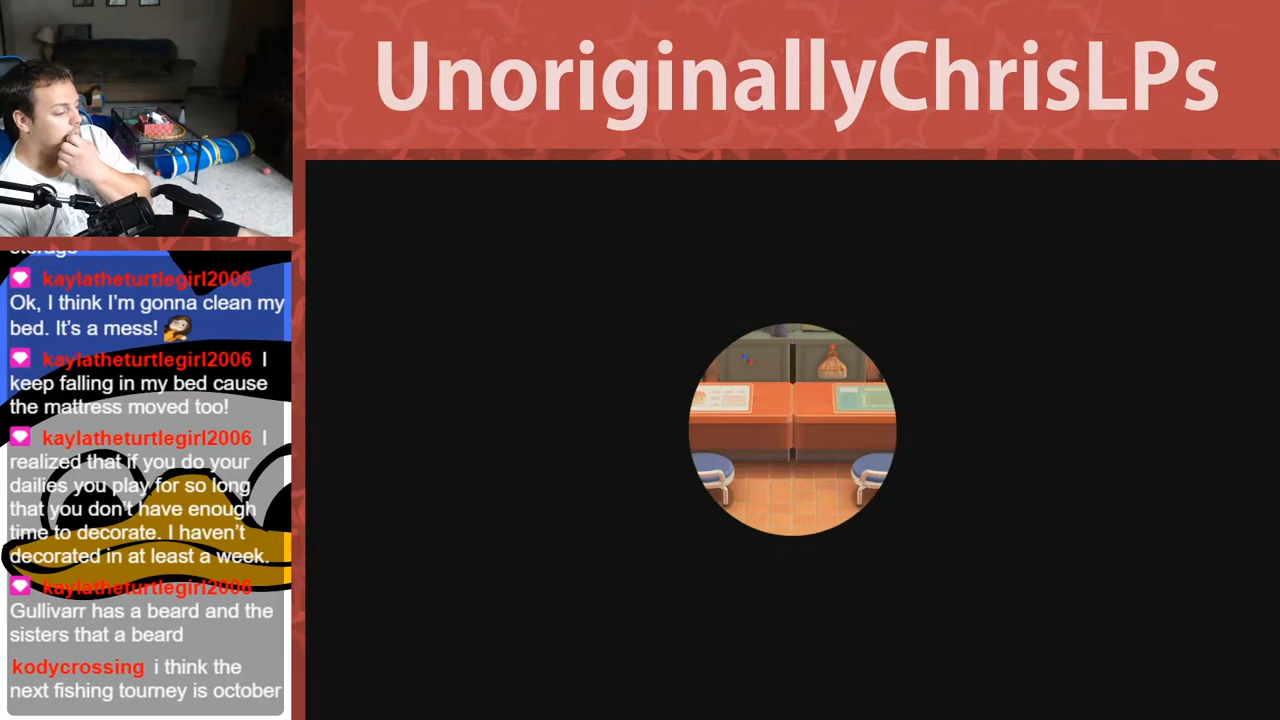 UnoriginallyChrisLPs
storage
kaylatheturtlegirl2006
Ok, I think I'm gonna clean my
bed. It's a mess!
kaylatheturtlegirl2006 I
keep falling in my bed cause
the mattress moved too!
kaylatheturtlegirl2006 I
realized that if you do your
dailies you play for so long
that you don't have enough
time to decorate. I haven't
decorated in at least a week.
kaylatheturtlegirl2006
Gullivarr has a beard and the
sisters that a beard
kodycrossing i think the
next fishing tourney is october